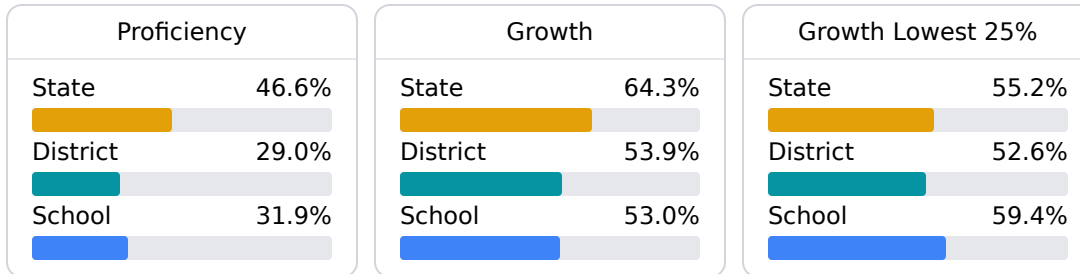 Proficiency
State 46.6%
District 29.0%
School 31.9%
Growth
State 64.3%
District 53.9%
School 53.0%
Growth Lowest 25%
State 55.2%
District 52.6%
School 59.4%